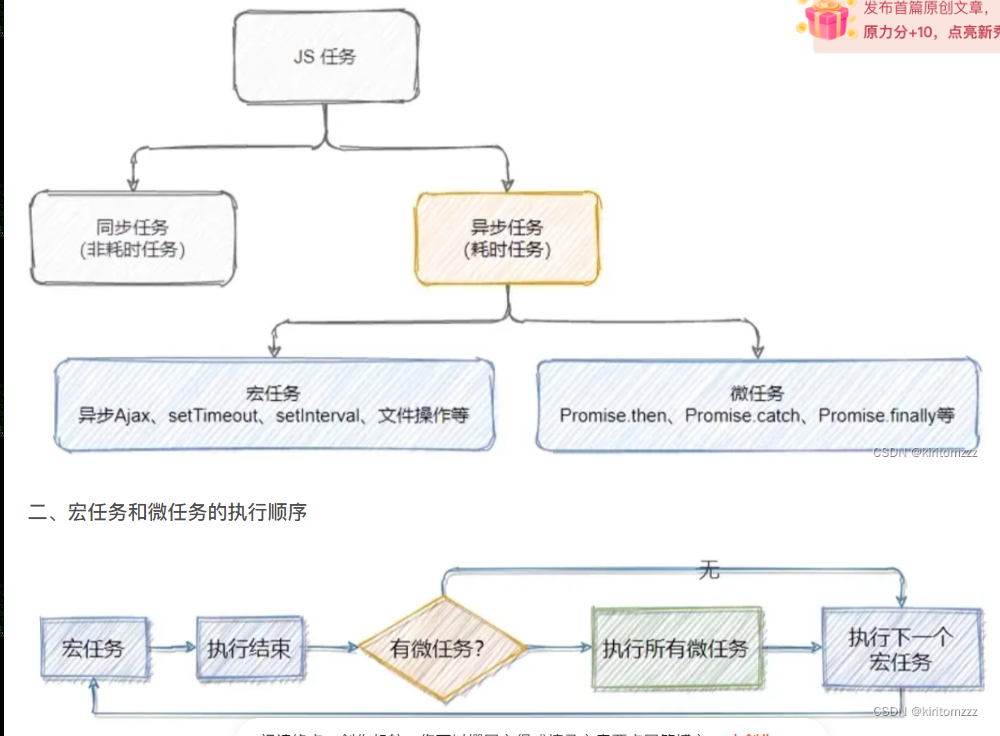 发布首篇原创文章，
原力分+10，点亮新秀
JS 任务
同步任务
(非耗时任务)
异步任务
(耗时任务)
宏任务
异步Ajax、setTimeout、setInterval、文件操作等
微任务
Promise.then、Promise.catch、Promise.finally等
CSDN @kiritomzzz
二、宏任务和微任务的执行顺序
无
宏任务
执行结束
有微任务?
执行所有微任务
执行下一个
宏任务
CSDN @kiritomzzz